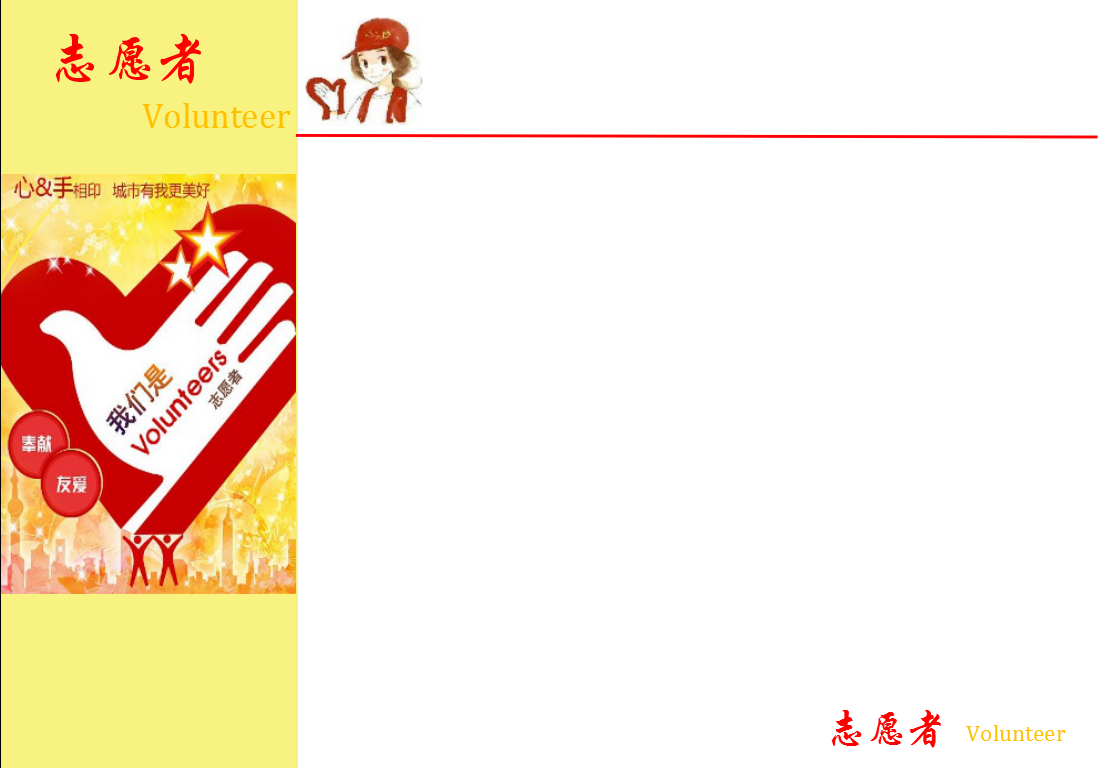 志愿者
Volunteer
心&手相印 城市有我更美好
我们是
Volunteers
志愿者
奉献
友爱
志愿者 Volunteer